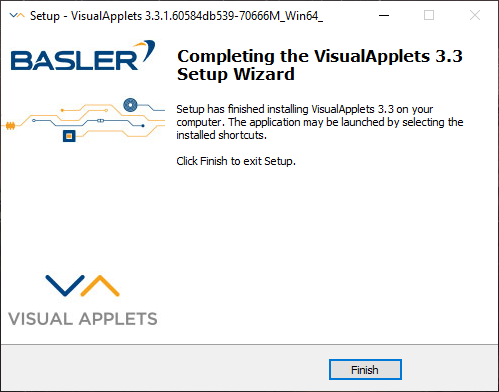 Setup - VisualApplets 3.3.1.60584db539-70666M_Win64_
BASLER
Completing the VisualApplets 3.3
Setup Wizard
Setup has finished installing VisualApplets 3.3 on your
computer. The application may be launched by selecting the
installed shortcuts.
Click Finish to exit Setup.
VISUAL APPLETS
Finish